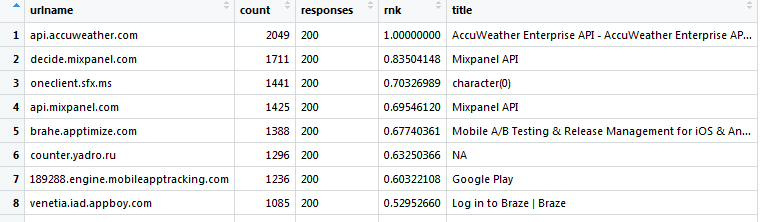 urlname count responses rnk title
1 api.accuweather.com 2049 200 1.00000000 AccuWeather Enterprise API - AccuWeather Enterprise AP...
2 decide.mixpanel.com 1711 200 0.83504148 Mixpanel API
3 oneclient.sfx.ms 1441 200 0.70326989 character(0)
4 api.mixpanel.com 1425 200 0.69546120 Mixpanel API
5 brahe.apptimize.com 1388 200 0.67740361 Mobile A/B Testing & Release Management for iOS & An...
6 counter.yadro.ru 1296 200 0.63250366 NA
7 189288.engine.mobileapptracking.com 1236 200 0.60322108 Google Play
8 venetia.iad.appboy.com 1085 200 0.52952660 Log in to Braze | Braze